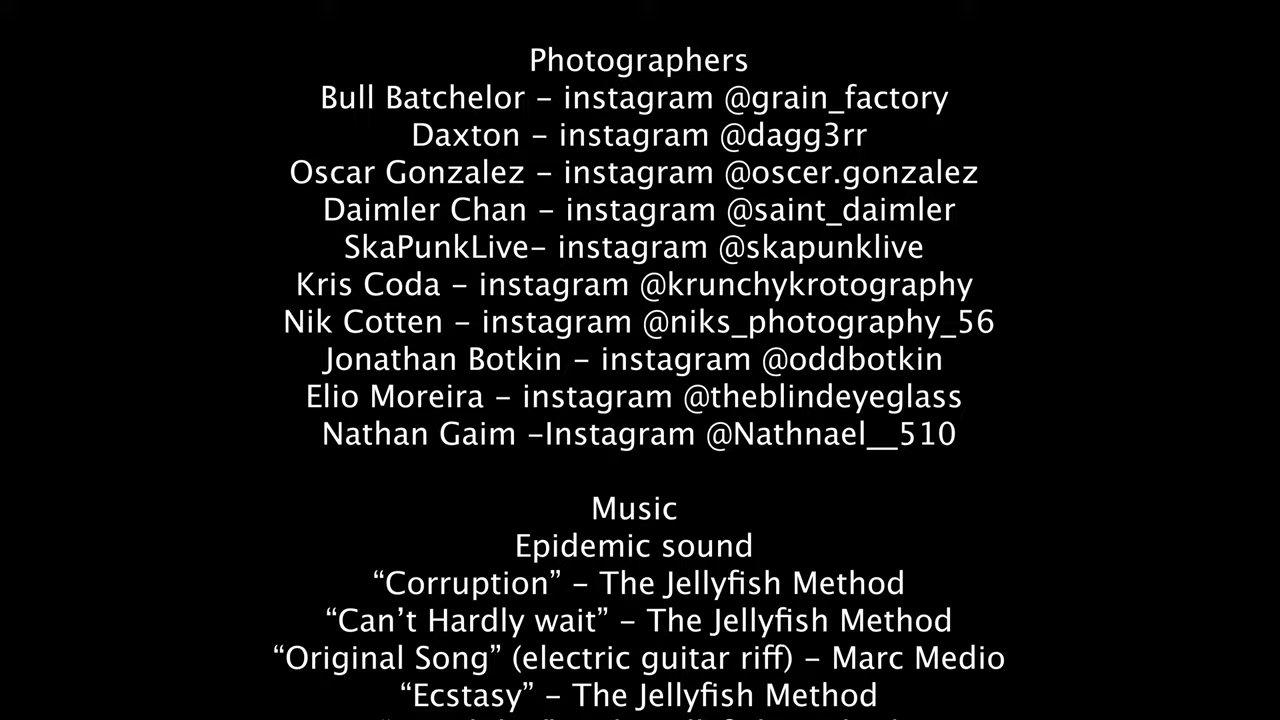 Photographers
Bull Batchelor – instagram @grain_factory
Daxton – instagram @dagg3rr
Oscar Gonzalez – instagram @oscer.gonzalez
Daimler Chan – instagram @saint_daimler
SkaPunkLive– instagram @skapunklive
Kris Coda – instagram @krunchykrotography
Nik Cotten – instagram @niks_photography_56
Jonathan Botkin – instagram @oddbotkin
Elio Moreira – instagram @theblindeyeglass
Nathan Gaim –Instagram @Nathnael__510
Music
Epidemic sound
“Corruption” – The Jellyfish Method
“Can’t Hardly wait” – The Jellyfish Method
“Original Song” (electric guitar riff) – Marc Medio
“Ecstasy” – The Jellyfish Method